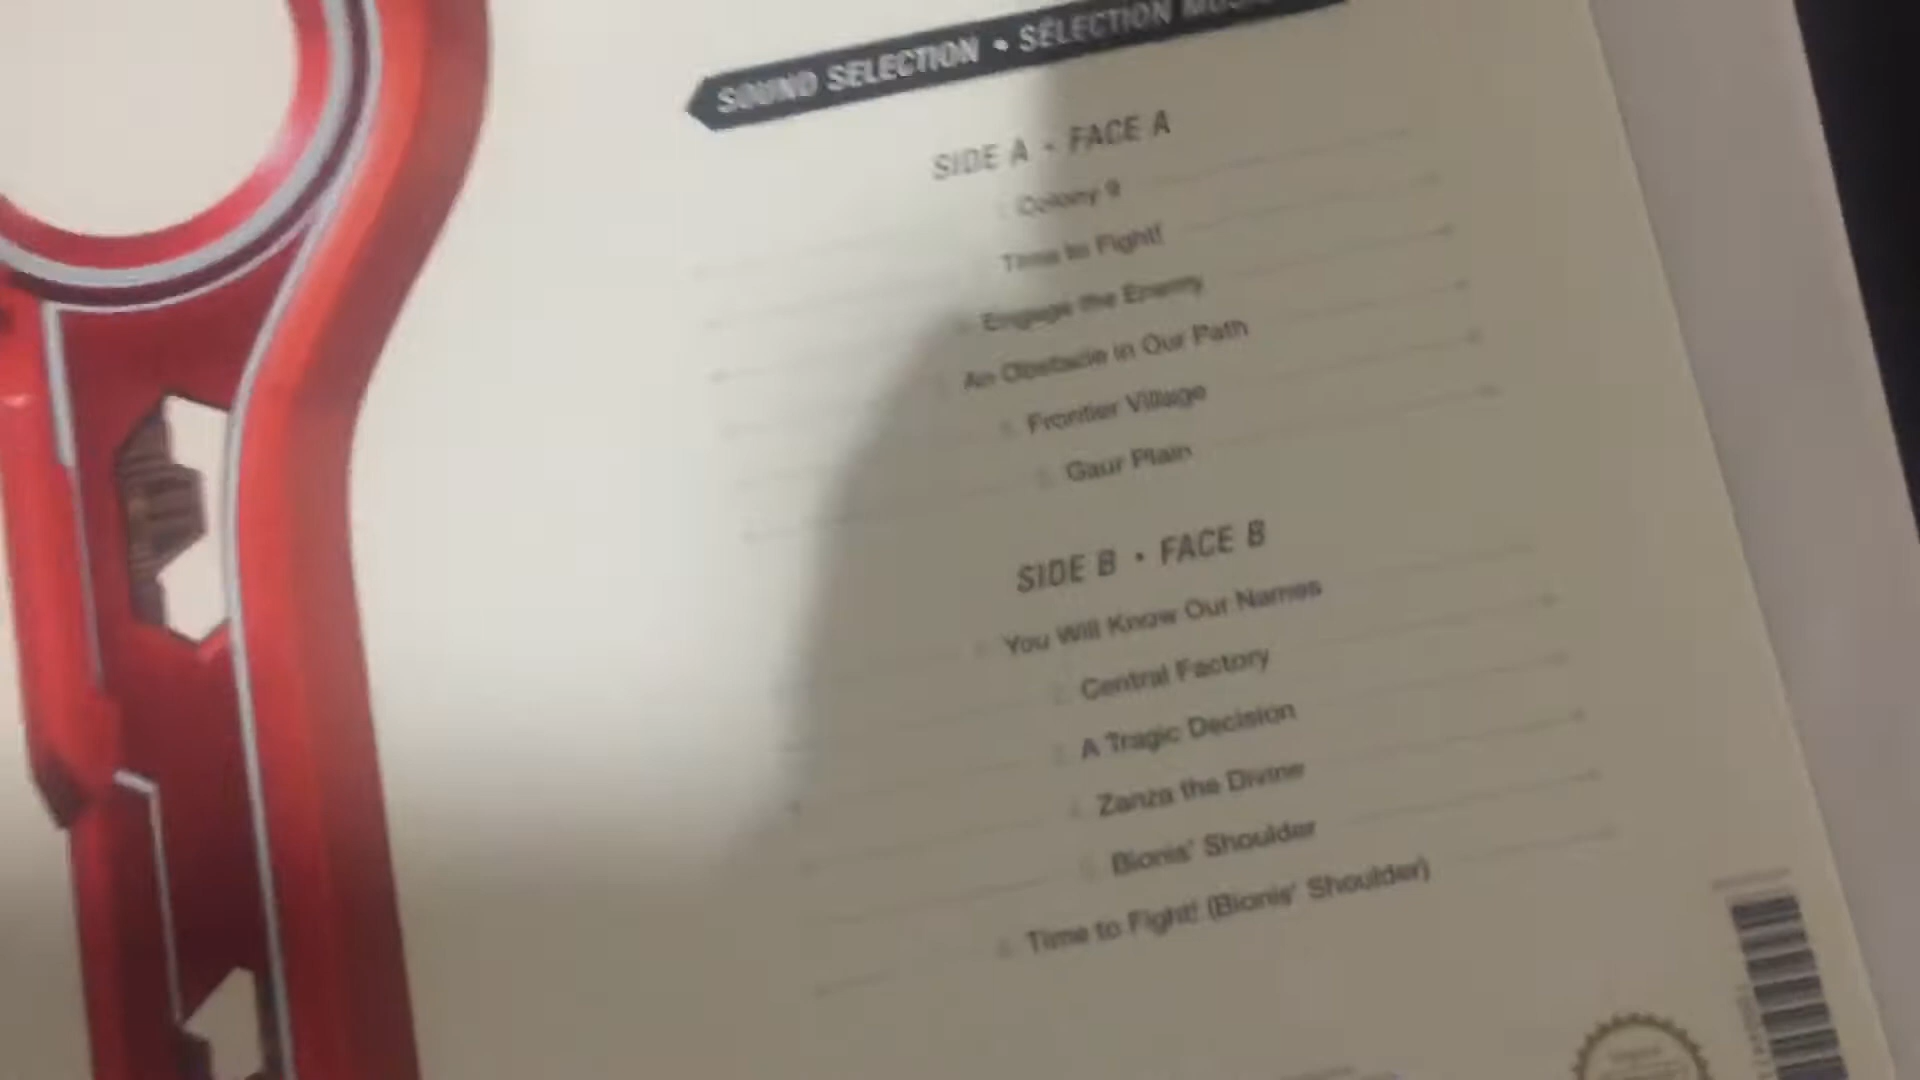 SOUND SELECTION • SÉLECTION
SIDE A • FACE A
Colony 9
Time to Fight!
Engage the Enemy
An Obstacle in Our Path
Frontier Village
Gaur Plain
SIDE B • FACE B
You Will Know Our Names
Central Factory
A Tragic Decision
Zanza the Divine
Bionis' Shoulder
Time to Fight! (Bionis' Shoulder)